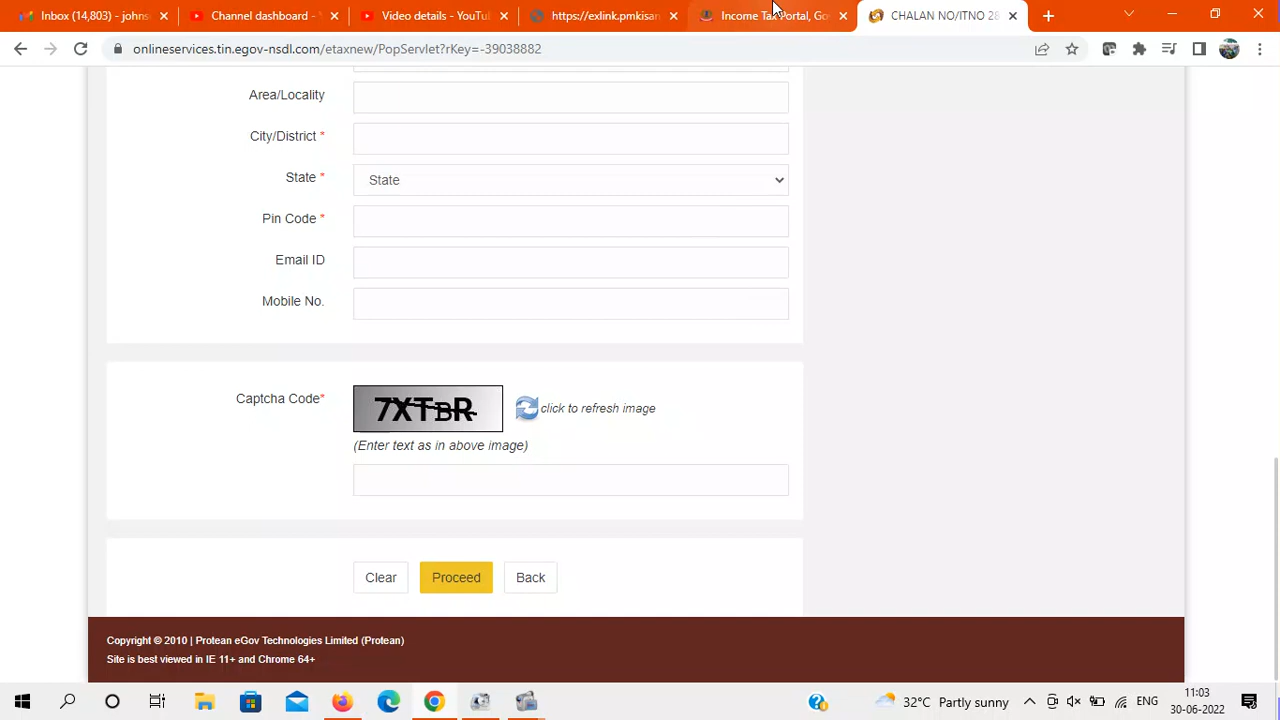 Inbox (14,803) - johns
Channel dashboard - Y
Video details - YouTu
https://exlink.pmkisan
Income Tax Portal, Go
CHALAN NO/ITNO 28
onlineservices.tin.egov-nsdl.com/etaxnew/PopServlet?rKey=-39038882
Area/Locality
City/District *
State *
State
Pin Code *
Email ID
Mobile No.
Captcha Code*
7XTBR
click to refresh image
(Enter text as in above image)
Clear
Proceed
Back
Copyright © 2010 | Protean eGov Technologies Limited (Protean)
Site is best viewed in IE 11+ and Chrome 64+
32°C Partly sunny
ENG
11:03
30-06-2022